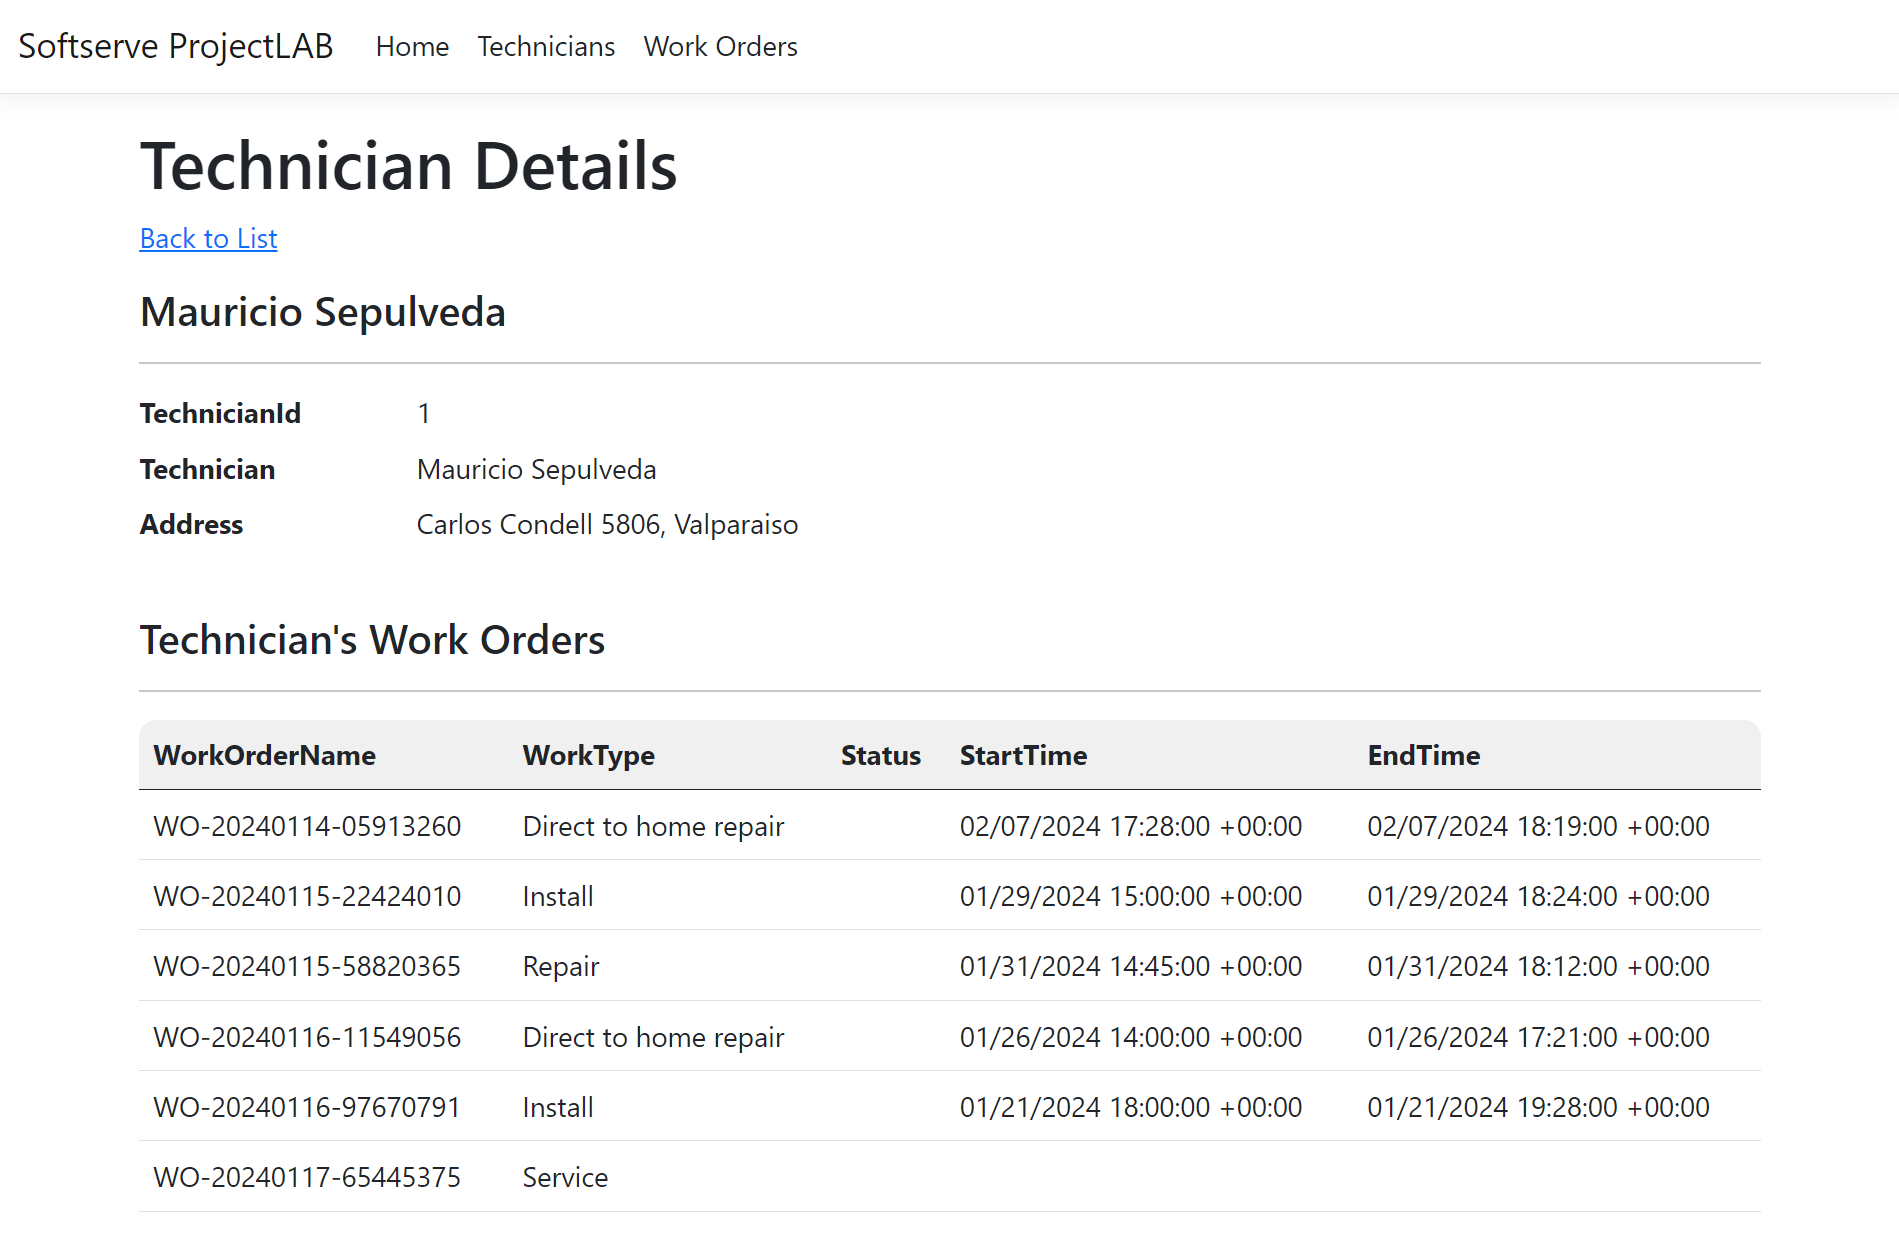 Softserve ProjectLAB Home Technicians Work Orders
Technician Details
Back to List
Mauricio Sepulveda
TechnicianId 1
Technician Mauricio Sepulveda
Address Carlos Condell 5806, Valparaiso
Technician's Work Orders
WorkOrderName WorkType Status StartTime EndTime
WO-20240114-05913260 Direct to home repair 02/07/2024 17:28:00 +00:00 02/07/2024 18:19:00 +00:00
WO-20240115-22424010 Install 01/29/2024 15:00:00 +00:00 01/29/2024 18:24:00 +00:00
WO-20240115-58820365 Repair 01/31/2024 14:45:00 +00:00 01/31/2024 18:12:00 +00:00
WO-20240116-11549056 Direct to home repair 01/26/2024 14:00:00 +00:00 01/26/2024 17:21:00 +00:00
WO-20240116-97670791 Install 01/21/2024 18:00:00 +00:00 01/21/2024 19:28:00 +00:00
WO-20240117-65445375 Service